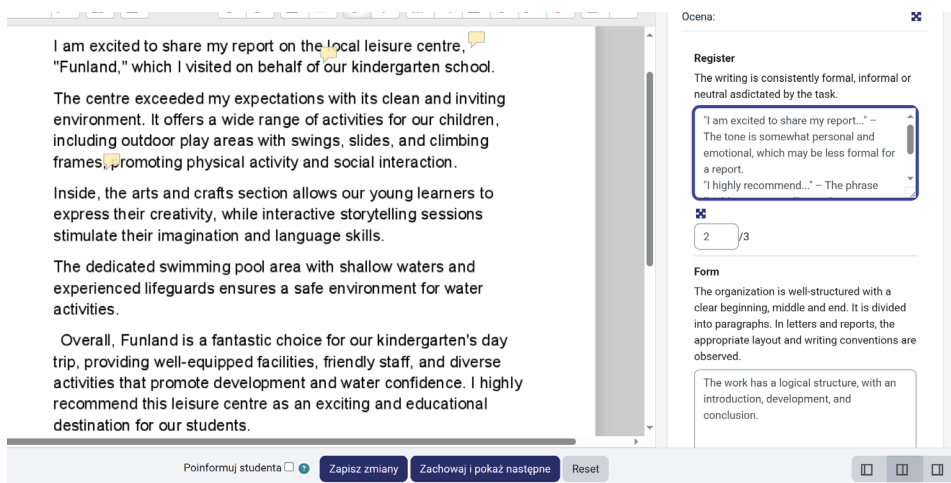 I am excited to share my report on the local leisure centre,
"Funland," which I visited on behalf of our kindergarten school.
The centre exceeded my expectations with its clean and inviting
environment. It offers a wide range of activities for our children,
including outdoor play areas with swings, slides, and climbing
frames, promoting physical activity and social interaction.
Inside, the arts and crafts section allows our young learners to
express their creativity, while interactive storytelling sessions
stimulate their imagination and language skills.
The dedicated swimming pool area with shallow waters and
experienced lifeguards ensures a safe environment for water
activities.
Overall, Funland is a fantastic choice for our kindergarten's day
trip, providing well-equipped facilities, friendly staff, and diverse
activities that promote development and water confidence. I highly
recommend this leisure centre as an exciting and educational
destination for our students.
Ocena:
Register
The writing is consistently formal, informal or
neutral asdictated by the task.
"I am excited to share my report..." –
The tone is somewhat personal and
emotional, which may be less formal for
a report.
"I highly recommend..." – The phrase
2 /3
Form
The organization is well-structured with a
clear beginning, middle and end. It is divided
into paragraphs. In letters and reports, the
appropriate layout and writing conventions are
observed.
The work has a logical structure, with an
introduction, development, and
conclusion.
Poinformuj studenta
Zapisz zmiany
Zachowaj i pokaż następne
Reset